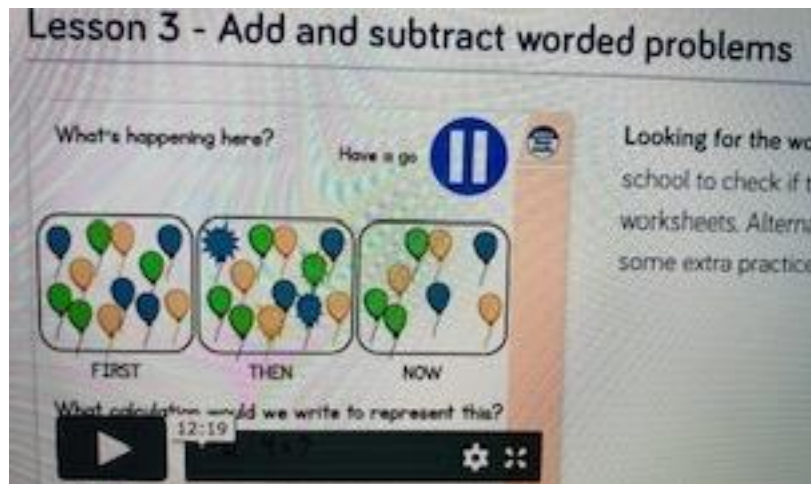 Lesson 3 - Add and subtract worded problems
What's happening here?
Have a go
Looking for the wo
school to check if t
worksheets. Alterna
some extra practice
FIRST
THEN
NOW
What calculation would we write to represent this?
12:19